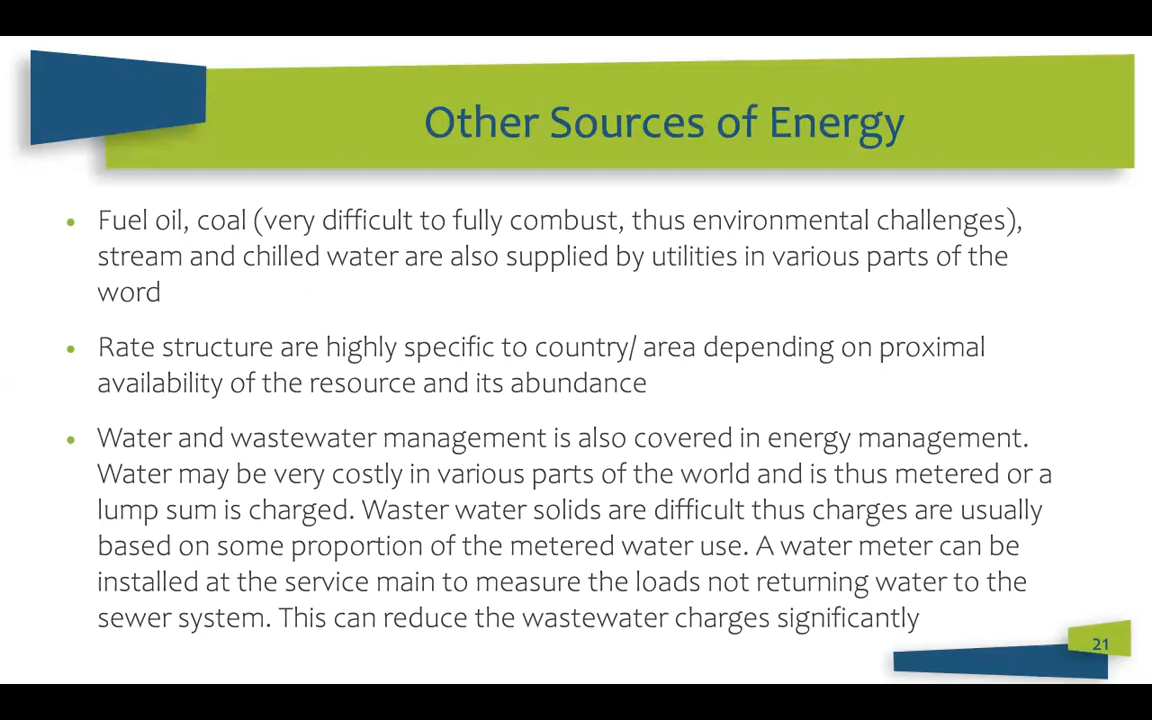 Other Sources of Energy
• Fuel oil, coal (very difficult to fully combust, thus environmental challenges),
stream and chilled water are also supplied by utilities in various parts of the
word
• Rate structure are highly specific to country/ area depending on proximal
availability of the resource and its abundance
• Water and wastewater management is also covered in energy management.
Water may be very costly in various parts of the world and is thus metered or a
lump sum is charged. Waster water solids are difficult thus charges are usually
based on some proportion of the metered water use. A water meter can be
installed at the service main to measure the loads not returning water to the
sewer system. This can reduce the wastewater charges significantly
21